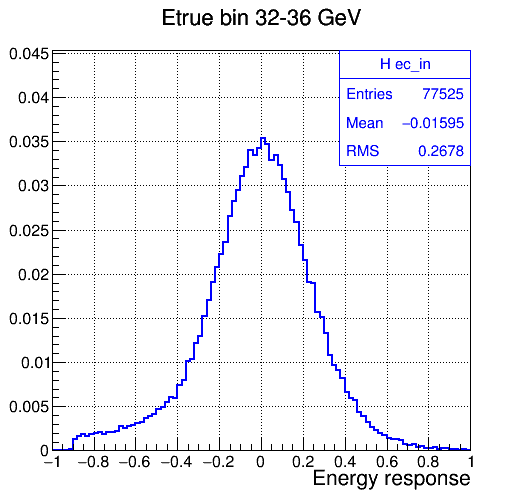 Etrue bin 32-36 GeV
H ec_in
Entries 77525
Mean −0.01595
RMS 0.2678
0.045
0.04
0.035
0.03
0.025
0.02
0.015
0.01
0.005
0
−1 −0.8 −0.6 −0.4 −0.2 0 0.2 0.4 0.6 0.8 1
Energy response